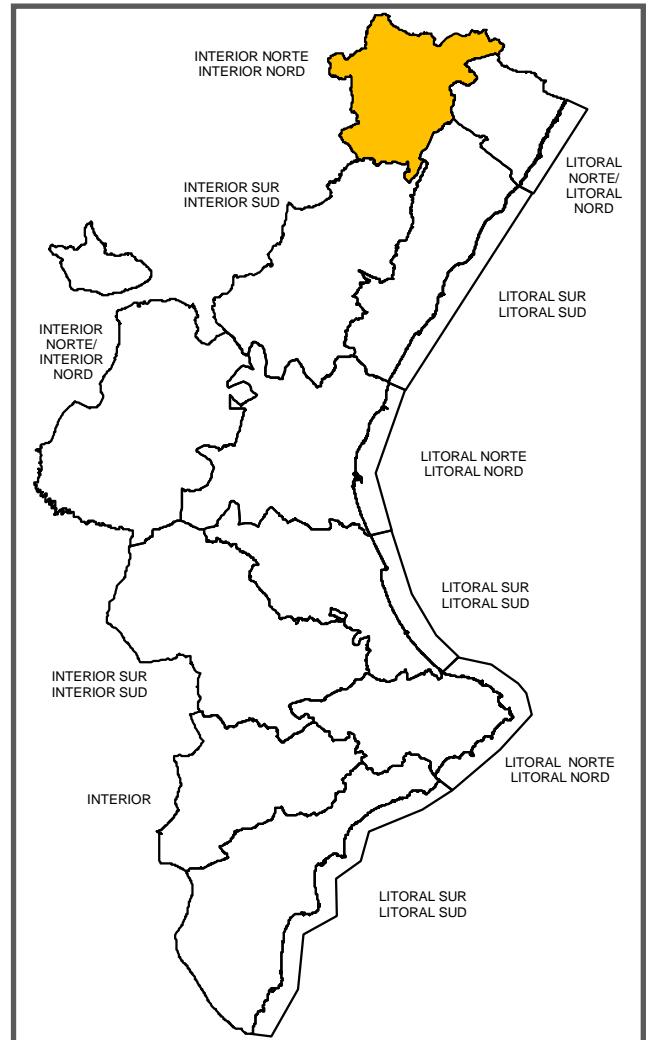 INTERIOR NORTE
INTERIOR NORD
LITORAL
NORTE/
LITORAL
NORD
INTERIOR SUR
INTERIOR SUD
LITORAL SUR
LITORAL SUD
INTERIOR
NORTE/
INTERIOR
NORD
LITORAL NORTE
LITORAL NORD
LITORAL SUR
LITORAL SUD
INTERIOR SUR
INTERIOR SUD
LITORAL NORTE
LITORAL NORD
INTERIOR
LITORAL SUR
LITORAL SUD